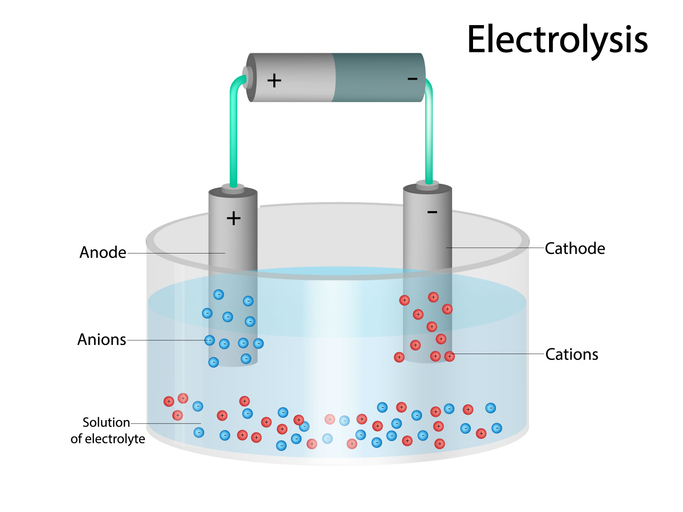 Electrolysis
+
-
+
-
Anode
Cathode
Anions
Cations
Solution
of electrolyte